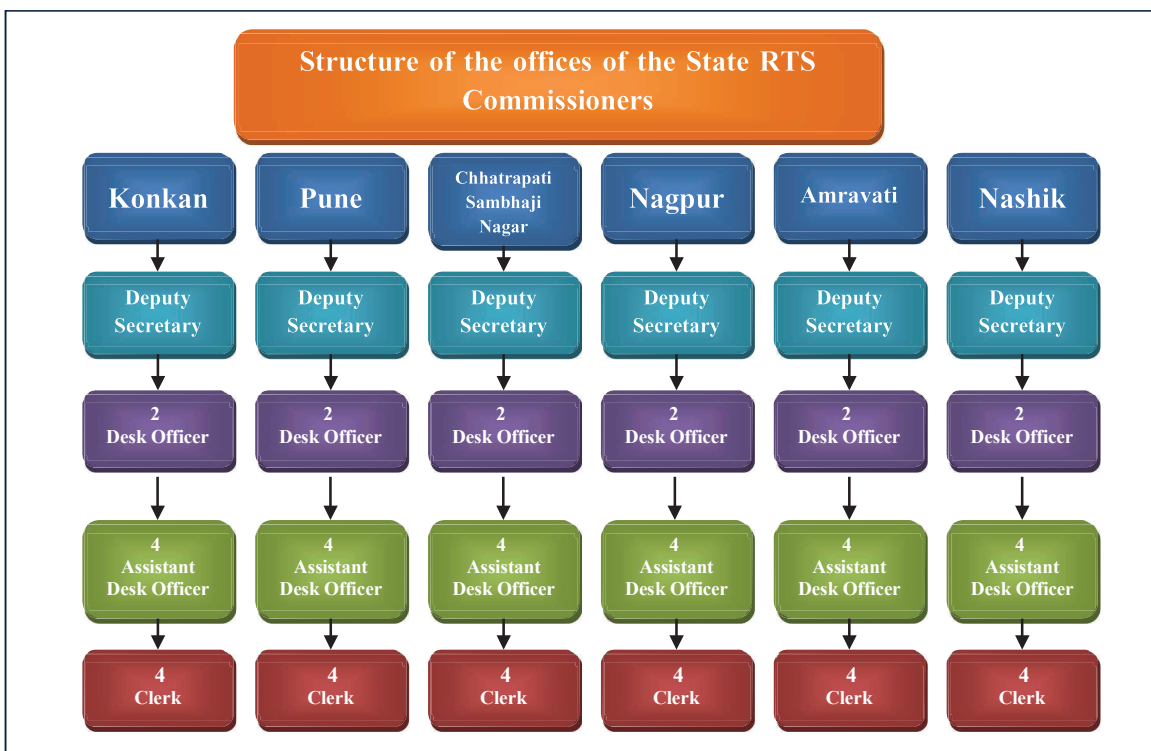 Structure of the offices of the State RTS
Commissioners
Konkan
Pune
Chhatrapati
Sambhaji
Nagar
Nagpur
Amravati
Nashik
Deputy
Secretary
Deputy
Secretary
Deputy
Secretary
Deputy
Secretary
Deputy
Secretary
Deputy
Secretary
2
Desk Officer
2
Desk Officer
2
Desk Officer
2
Desk Officer
2
Desk Officer
2
Desk Officer
4
Assistant
Desk Officer
4
Assistant
Desk Officer
4
Assistant
Desk Officer
4
Assistant
Desk Officer
4
Assistant
Desk Officer
4
Assistant
Desk Officer
4
Clerk
4
Clerk
4
Clerk
4
Clerk
4
Clerk
4
Clerk